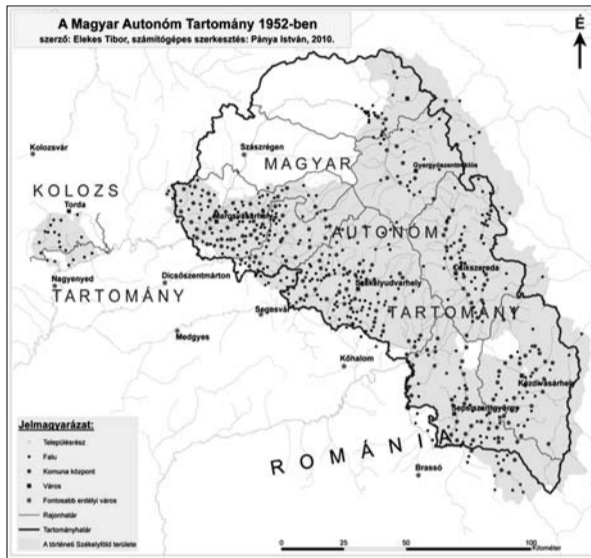 A Magyar Autonóm Tartomány 1952-ben
szerző: Elekes Tibor, számítógépes szerkesztés: Pánya István, 2010.
É
Kolozsvár
Szászrégen
MAGYAR
Gyergyószentmiklós
KOLOZS
Torda
Marosvásárhely
AUTONÓM
Csíkszereda
Nagyenyed
Dicsőszentmárton
Székelyudvarhely
TARTOMÁNY
Segesvár
TARTOMÁNY
Medgyes
Kőhalom
Kézdivásárhely
Sepsiszentgyörgy
ROMÁNIA
Brassó
Jelmagyarázat:
Településrész
Falu
Komuna központ
Város
Fontosabb erdélyi város
Rajonhatár
Tartományhatár
A történeti Székelyföld területe
0 25 50 100
Kilométer